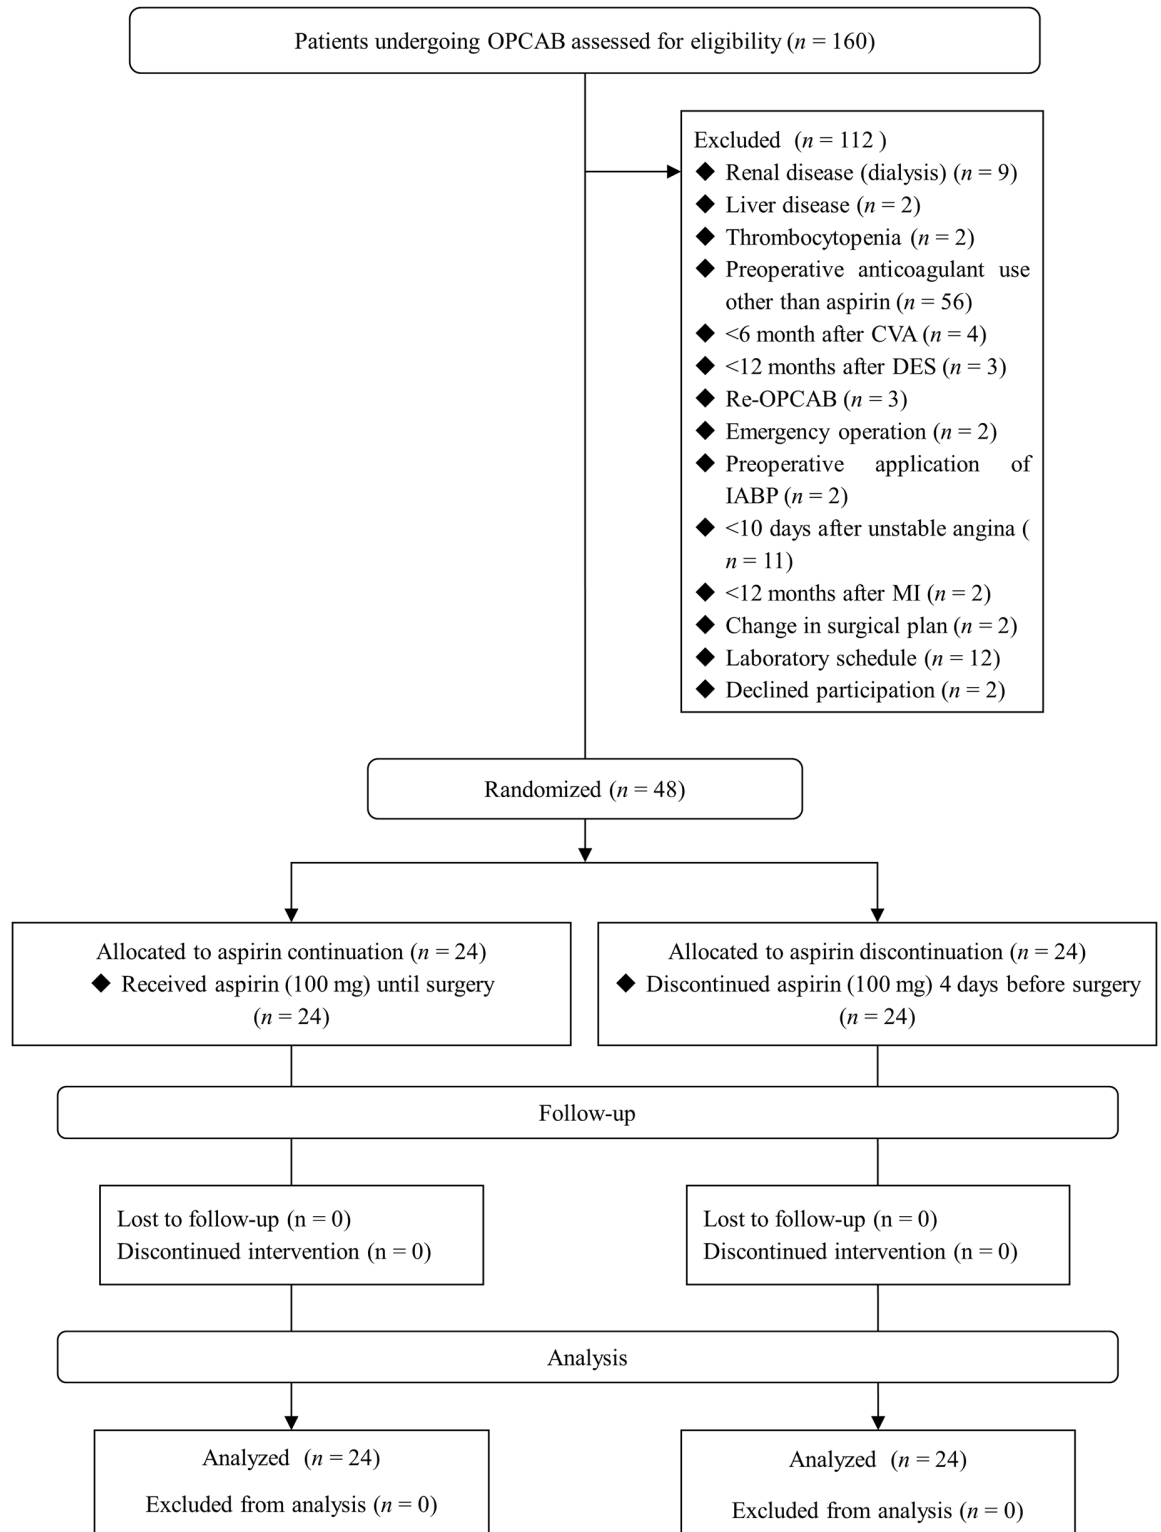 Patients undergoing OPCAB assessed for eligibility (n = 160)
Excluded (n = 112 )
◆ Renal disease (dialysis) (n = 9)
◆ Liver disease (n = 2)
◆ Thrombocytopenia (n = 2)
◆ Preoperative anticoagulant use
other than aspirin (n = 56)
◆ <6 month after CVA (n = 4)
◆ <12 months after DES (n = 3)
◆ Re-OPCAB (n = 3)
◆ Emergency operation (n = 2)
◆ Preoperative application of
IABP (n = 2)
◆ <10 days after unstable angina (
n = 11)
◆ <12 months after MI (n = 2)
◆ Change in surgical plan (n = 2)
◆ Laboratory schedule (n = 12)
◆ Declined participation (n = 2)
Randomized (n = 48)
Allocated to aspirin continuation (n = 24)
◆ Received aspirin (100 mg) until surgery
(n = 24)
Allocated to aspirin discontinuation (n = 24)
◆ Discontinued aspirin (100 mg) 4 days before surgery
(n = 24)
Follow-up
Lost to follow-up (n = 0)
Discontinued intervention (n = 0)
Lost to follow-up (n = 0)
Discontinued intervention (n = 0)
Analysis
Analyzed (n = 24)
Excluded from analysis (n = 0)
Analyzed (n = 24)
Excluded from analysis (n = 0)